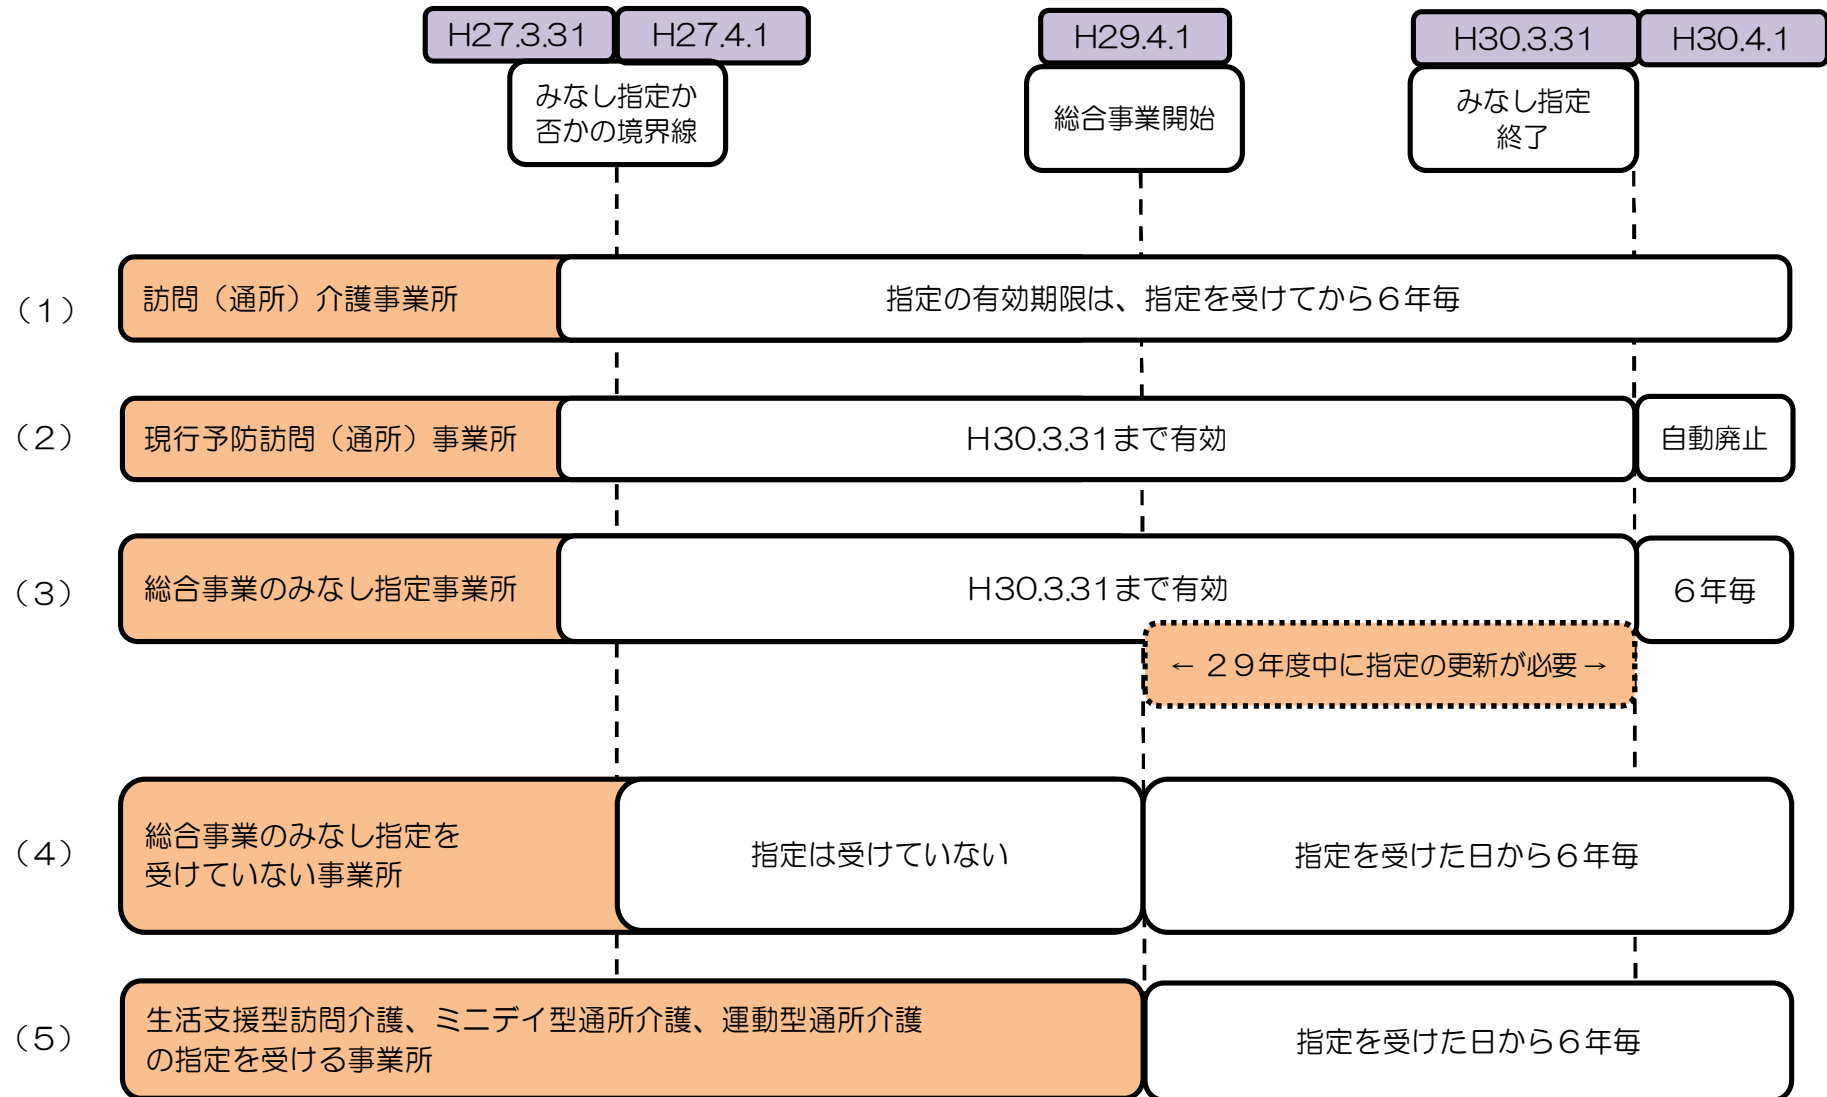 H27.3.31
H27.4.1
H29.4.1
H30.3.31
H30.4.1
みなし指定か
否かの境界線
総合事業開始
みなし指定
終了
（１）
訪問（通所）介護事業所
指定の有効期限は、指定を受けてから６年毎
（２）
現行予防訪問（通所）事業所
H30.3.31まで有効
自動廃止
（３）
総合事業のみなし指定事業所
H30.3.31まで有効
６年毎
← ２９年度中に指定の更新が必要 →
（４）
総合事業のみなし指定を
受けていない事業所
指定は受けていない
指定を受けた日から６年毎
（５）
生活支援型訪問介護、ミニデイ型通所介護、運動型通所介護
の指定を受ける事業所
指定を受けた日から６年毎